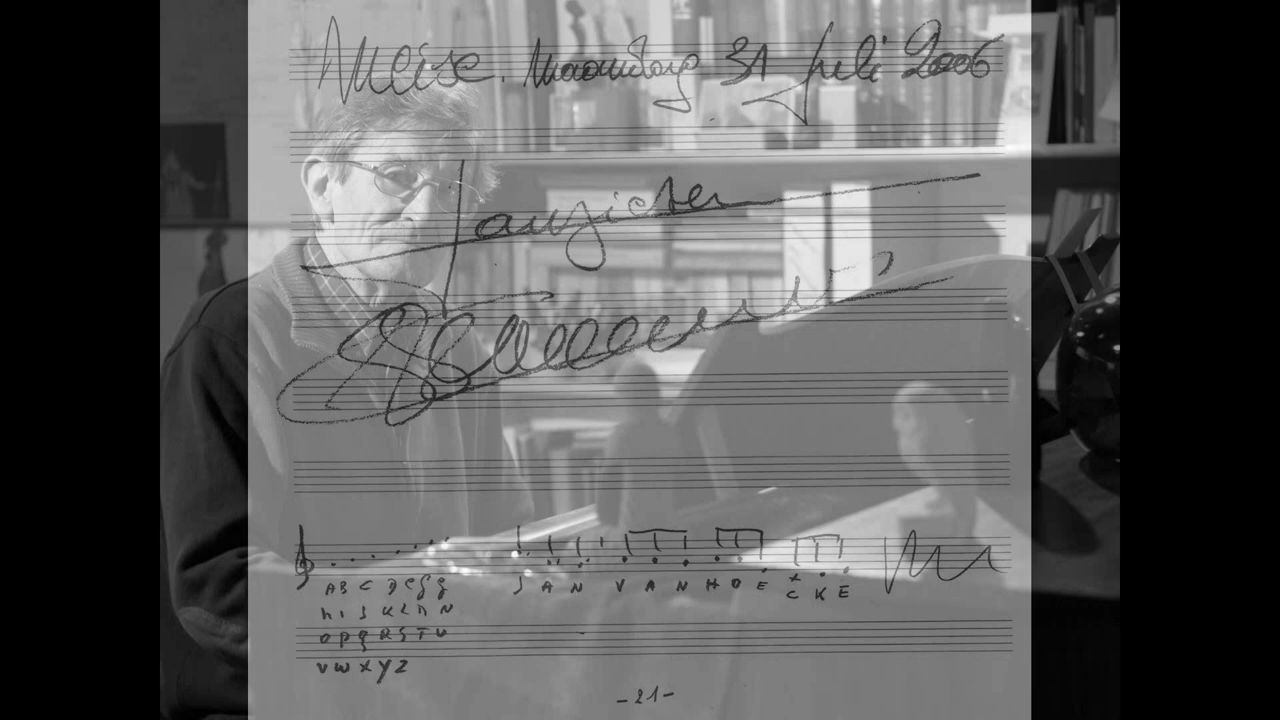 Meise. Maandag 31 Juli 2006
A B C D E F G
J A N V A N H O E C K E
H I J K L M N
O P Q R S T U
V W X Y Z
-21-